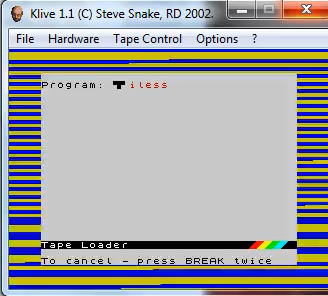 Klive 1.1 (C) Steve Snake, RD 2002.
File Hardware Tape Control Options ?
Program: Tiless
Tape Loader
To cancel - press BREAK twice